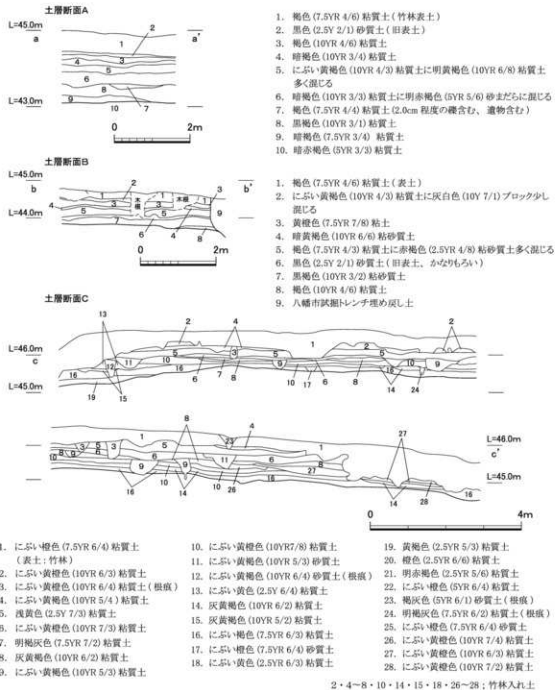 土層断面A
L=45.0m
a
a'
L=43.0m
0
2m
1. 褐色(7.5YR 4/6)粘質土(竹林表土)
2. 黒色(2.5Y 2/1)砂質土(旧表土)
3. 褐色(10YR 4/6)粘質土
4. 暗褐色(10YR 3/4)粘質土
5. にぶい黄褐色(10YR 4/3)粘質土に明黄褐色(10YR 6/8)粘質土
多く混じる
6. 暗褐色(10YR 3/3)粘質土に明赤褐色(5YR 5/6)砂まだらに混じる
7. 褐色(7.5YR 4/4)粘質土(2.0cm 程度の礫含む、遺物含む)
8. 黒褐色(10YR 3/1)粘質土
9. 暗褐色(7.5YR 3/4)粘質土
10. 暗赤褐色(5YR 3/3)粘質土
土層断面B
L=45.0m
b
b'
L=44.0m
木根
木根
0
2m
1. 褐色(7.5YR 4/6)粘質土(表土)
2. にぶい黄褐色(10YR 4/3)粘質土に灰白色(10Y 7/1)ブロック少し
混じる
3. 黄橙色(7.5YR 7/8)粘土
4. 暗黄褐色(10YR 6/6)粘砂質土
5. 褐色(7.5YR 4/3)粘質土に赤褐色(2.5YR 4/8)粘砂質土多く混じる
6. 黒色(2.5Y 2/1)砂質土(旧表土、かなりもろい)
7. 黒褐色(10YR 3/2)粘砂質土
8. 褐色(10YR 4/6)粘質土
9. 八幡市試掘トレンチ埋め戻し土
土層断面C
L=46.0m
c
L=45.0m
L=46.0m
c'
L=45.0m
0
4m
1. にぶい橙色(7.5YR 6/4)粘質土
(表土:竹林)
2. にぶい黄橙色(10YR 6/3)粘質土
3. にぶい黄橙色(10YR 6/4)粘質土(根痕)
4. にぶい黄褐色(10YR 5/4)粘質土
5. 浅黄色(2.5Y 7/3)粘質土
6. にぶい黄橙色(10YR 7/3)粘質土
7. 明褐灰色(7.5YR 7/2)粘質土
8. 灰黄褐色(10YR 6/2)粘質土
9. にぶい黄褐色(10YR 5/3)粘質土
10. にぶい黄橙色(10YR7/8)粘質土
11. にぶい黄褐色(10YR 5/3)砂質土
12. にぶい黄橙色(10YR 6/4)砂質土(根痕)
13. にぶい黄色(2.5Y 6/4)粘質土
14. 灰黄褐色(10YR 6/2)粘質土
15. 灰黄褐色(10YR 5/2)粘質土
16. にぶい褐色(7.5YR 6/3)粘質土
17. にぶい橙色(7.5YR 6/4)砂質土
18. にぶい黄色(2.5YR 6/3)粘質土
19. 黄褐色(2.5YR 5/3)粘質土
20. 橙色(2.5YR 6/6)粘質土
21. 明赤褐色(2.5YR 5/6)粘質土
22. にぶい橙色(5YR 6/4)粘質土
23. 褐灰色(5YR 6/1)砂質土(根痕)
24. 明褐灰色(7.5YR 6/2)粘質土(根痕)
25. にぶい橙色(7.5YR 6/4)砂質土
26. にぶい黄橙色(10YR 7/4)粘質土
27. にぶい黄橙色(10YR 6/3)粘質土
28. にぶい黄橙色(10YR 7/2)粘質土
2・4~8・10・14・15・18・26~28;竹林入れ土